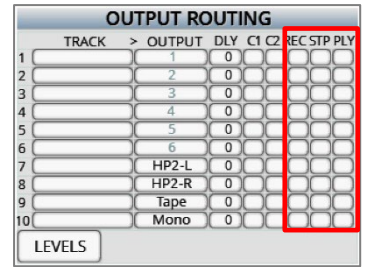 OUTPUT ROUTING
TRACK > OUTPUT DLY C1 C2 REC STP PLY
1 1 0
2 2 0
3 3 0
4 4 0
5 5 0
6 6 0
7 HP2-L 0
8 HP2-R 0
9 Tape 0
10 Mono 0
LEVELS